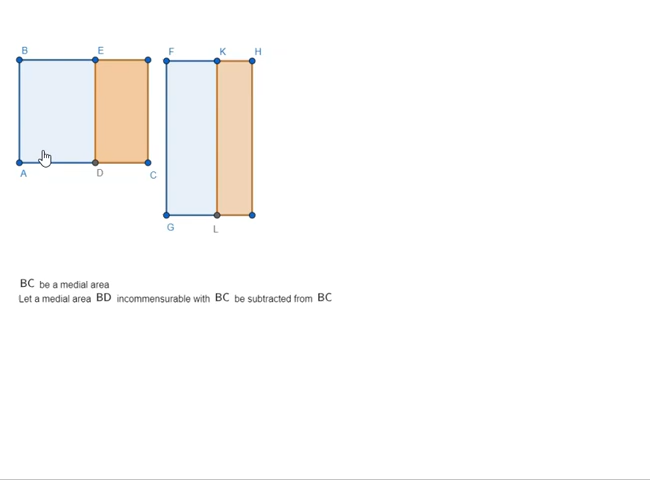 B E F K H
A D C
G L
BC be a medial area
Let a medial area BD incommensurable with BC be subtracted from BC